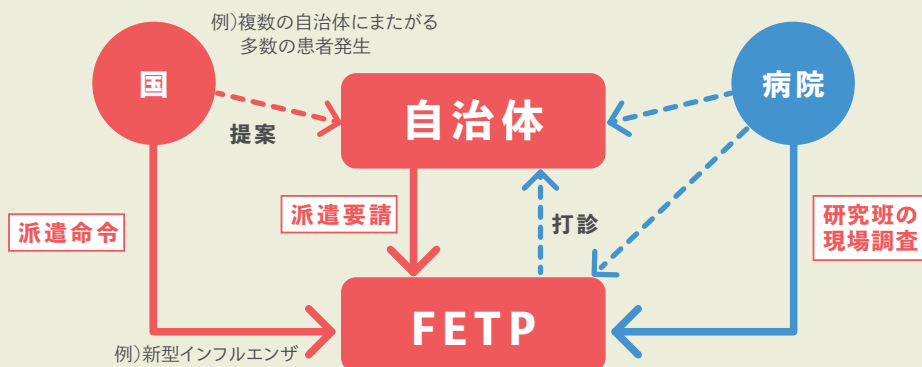 例）複数の自治体にまたがる
多数の患者発生
国
自治体
病院
提案
派遣命令
派遣要請
打診
研究班の
現場調査
FETP
例）新型インフルエンザ